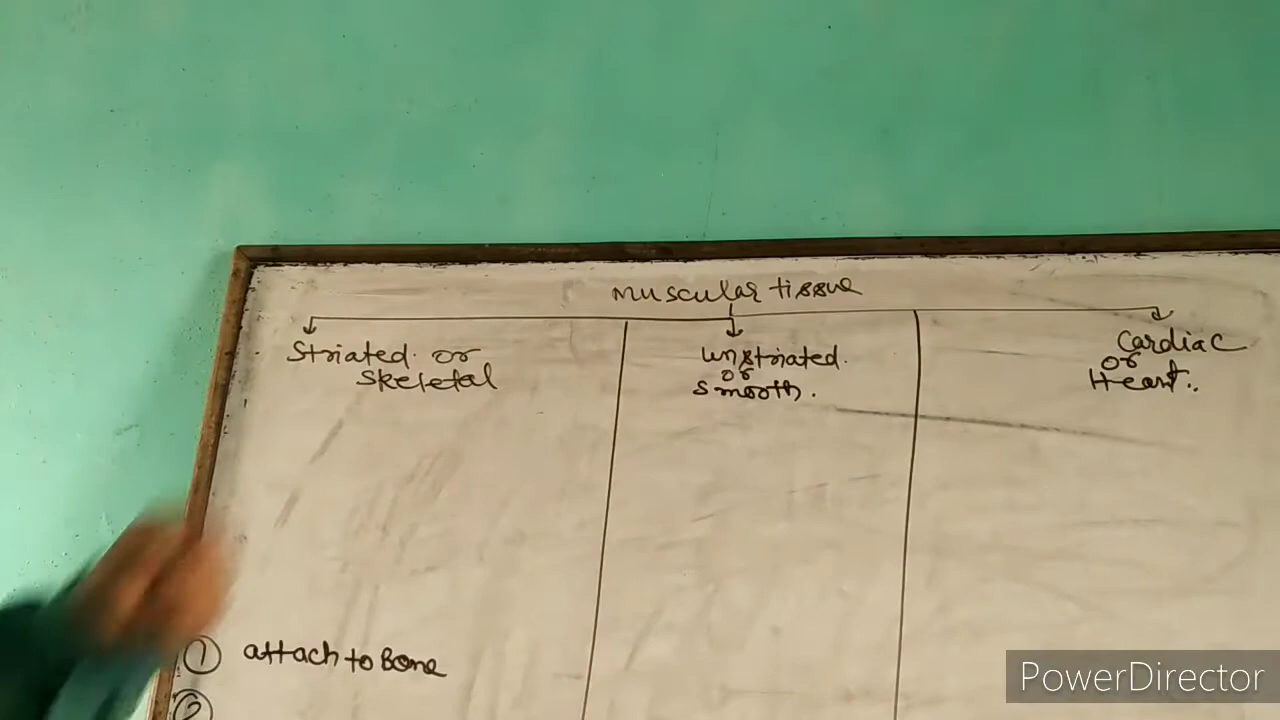 muscular tissue
Striated. or
skeletal
unstriated.
or
smooth.
Cardiac
or
Heart..
① attach to Bone
②
PowerDirector